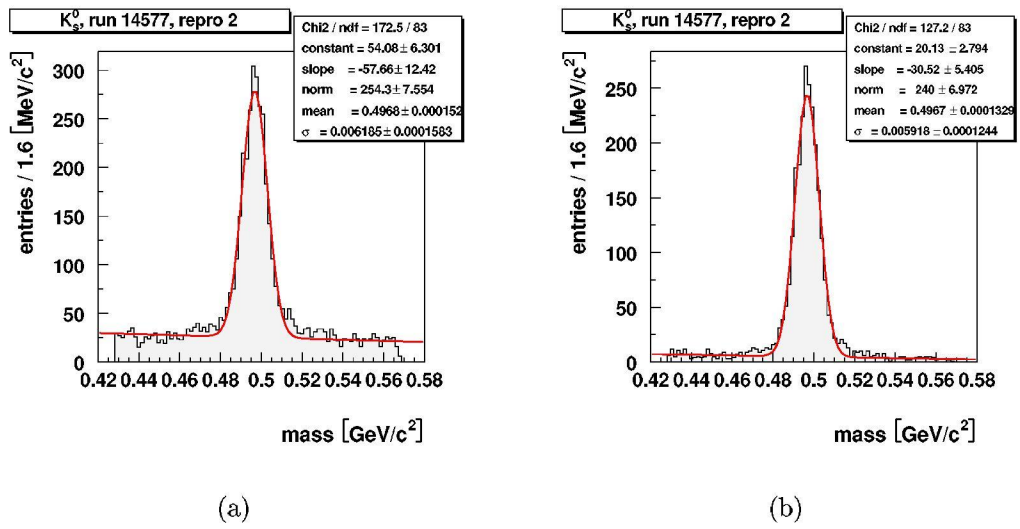 K⁰ₛ, run 14577, repro 2
Chi2 / ndf = 172.5 / 83
constant = 54.08 ± 6.301
slope = -57.66 ± 12.42
norm = 254.3 ± 7.554
mean = 0.4968 ± 0.000152
σ = 0.006185 ± 0.0001583
entries / 1.6 [MeV/c²]
300
250
200
150
100
50
0
0.42 0.44 0.46 0.48 0.5 0.52 0.54 0.56 0.58
mass [GeV/c²]
(a)
K⁰ₛ, run 14577, repro 2
Chi2 / ndf = 127.2 / 83
constant = 20.13 ± 2.794
slope = -30.52 ± 5.405
norm = 240 ± 6.972
mean = 0.4967 ± 0.0001329
σ = 0.005918 ± 0.0001244
entries / 1.6 [MeV/c²]
250
200
150
100
50
0
0.42 0.44 0.46 0.48 0.5 0.52 0.54 0.56 0.58
mass [GeV/c²]
(b)